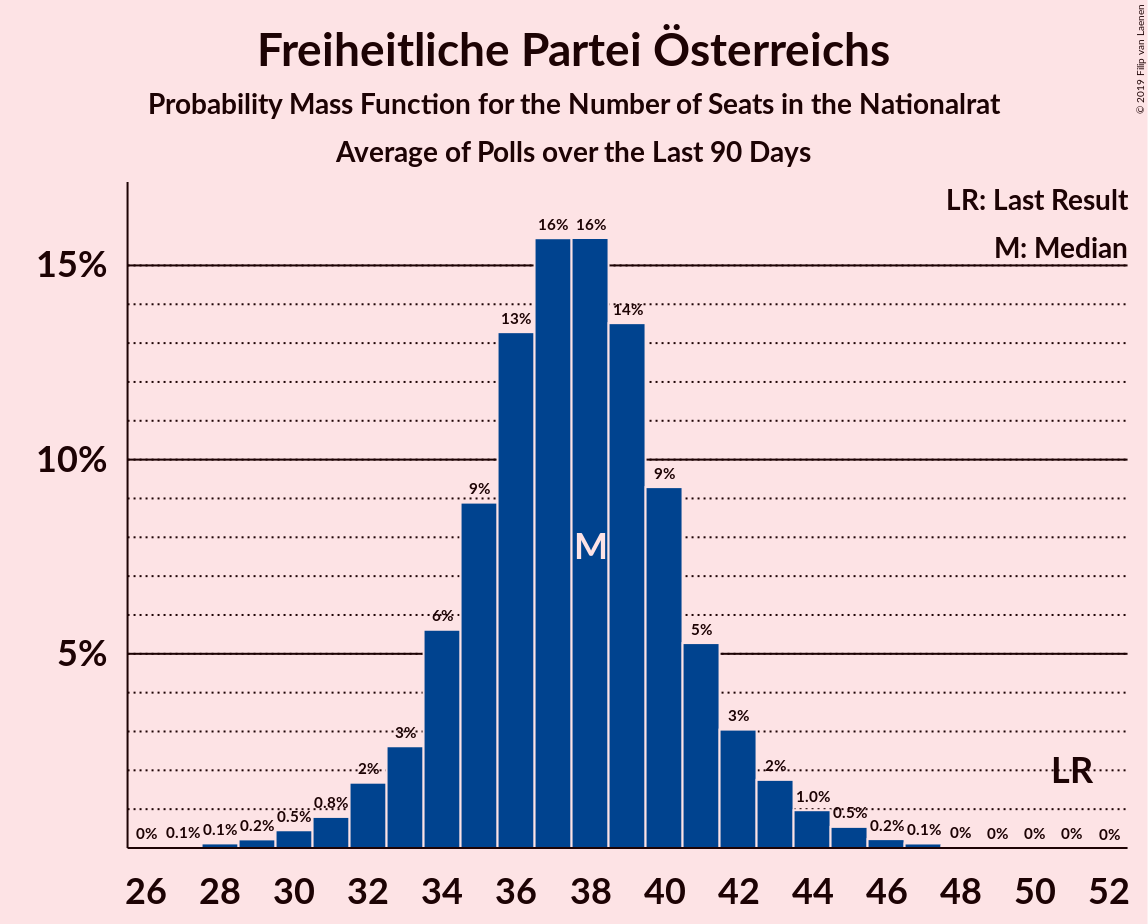 Freiheitliche Partei Österreichs
Probability Mass Function for the Number of Seats in the Nationalrat
Average of Polls over the Last 90 Days
© 2019 Filip van Laenen
LR: Last Result
M: Median
15%
10%
5%
0% 0.1% 0.1% 0.2% 0.5% 0.8% 2% 3% 6% 9% 13% 16% 16% 14% 9% 5% 3% 2% 1.0% 0.5% 0.2% 0.1% 0% 0% 0% 0% 0%
M
LR
26 28 30 32 34 36 38 40 42 44 46 48 50 52